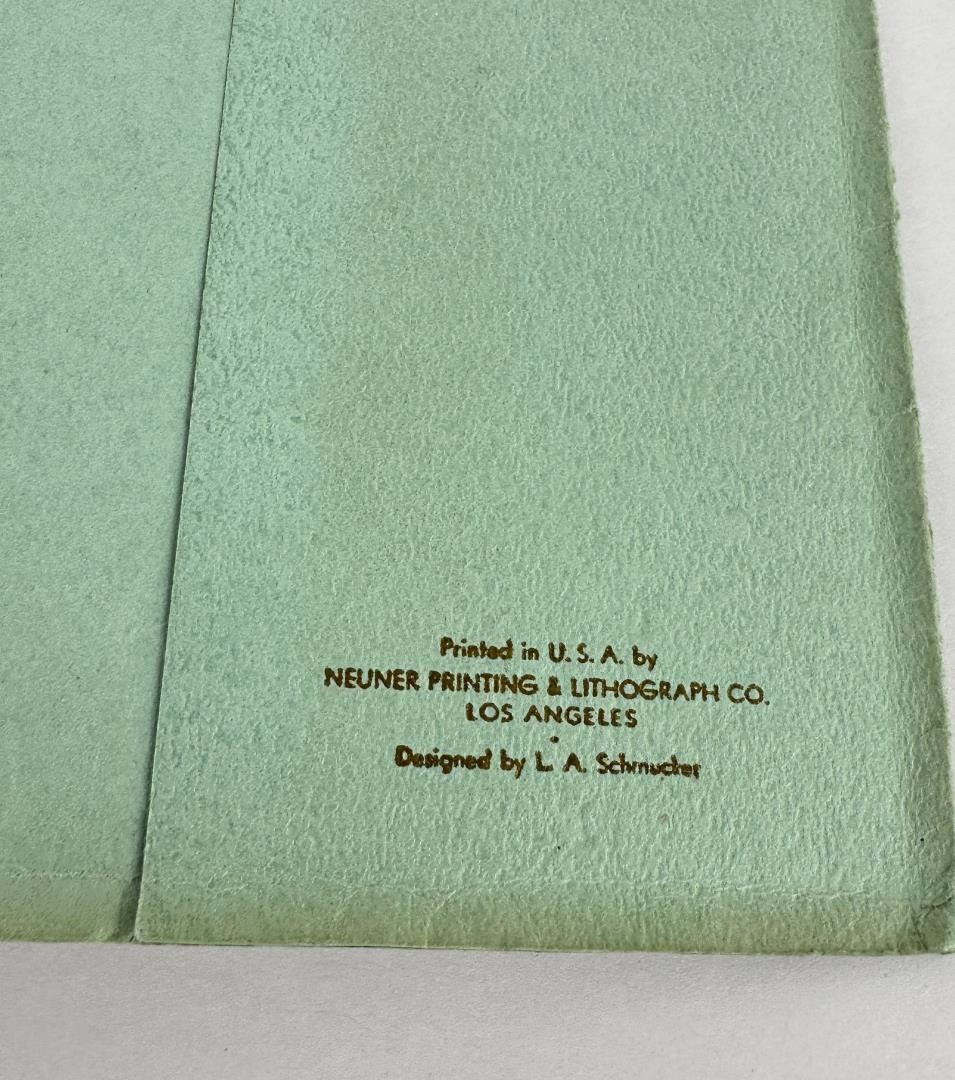 Printed in U. S. A. by
NEUNER PRINTING & LITHOGRAPH CO.
LOS ANGELES
•
Designed by L. A. Schmucker